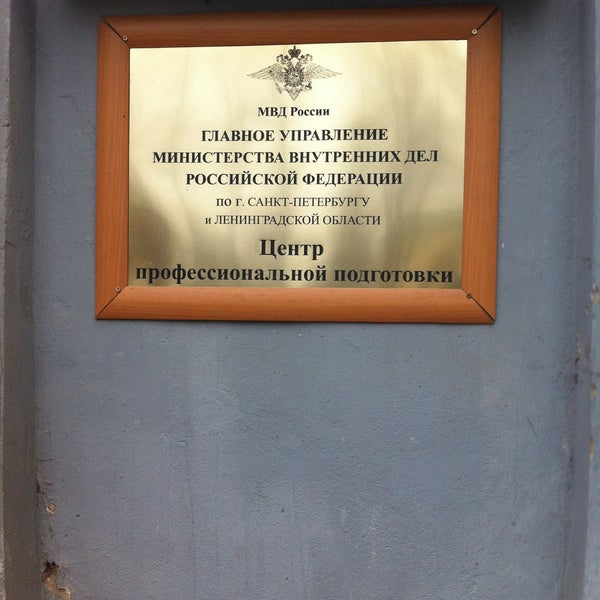 МВД России
ГЛАВНОЕ УПРАВЛЕНИЕ
МИНИСТЕРСТВА ВНУТРЕННИХ ДЕЛ
РОССИЙСКОЙ ФЕДЕРАЦИИ
ПО Г. САНКТ-ПЕТЕРБУРГУ
И ЛЕНИНГРАДСКОЙ ОБЛАСТИ
Центр
профессиональной подготовки